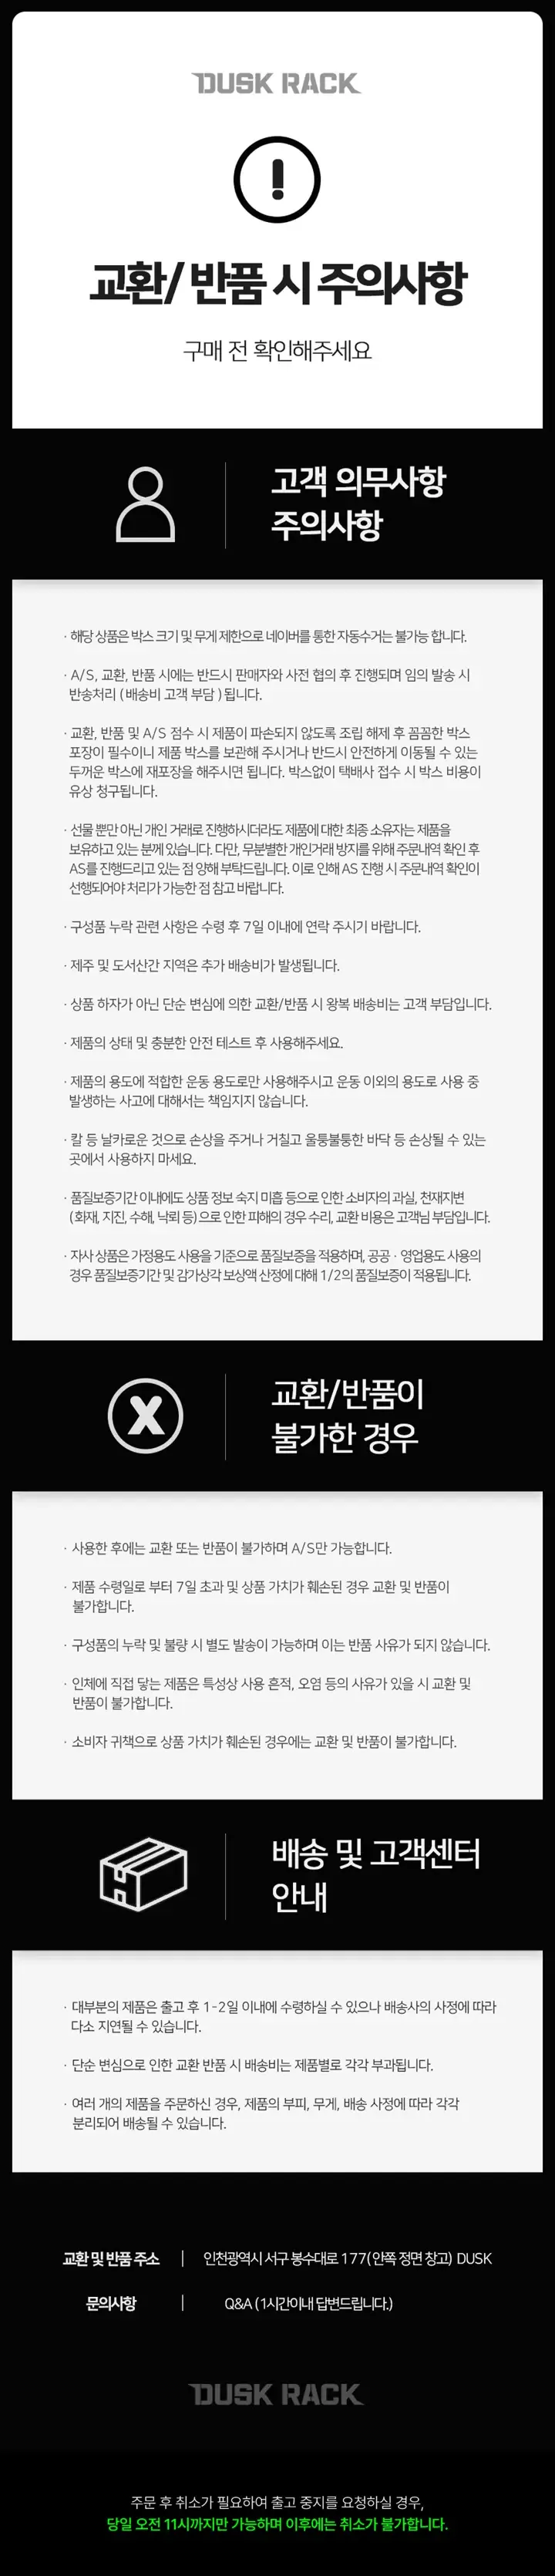 DUSK RACK
교환/ 반품 시 주의사항
구매 전 확인해주세요
고객 의무사항
주의사항
· 해당 상품은 박스 크기 및 무게 제한으로 네이버를 통한 자동수거는 불가능 합니다.
· A/S, 교환, 반품 시에는 반드시 판매자와 사전 협의 후 진행되며 임의 발송 시
반송처리 ( 배송비 고객 부담 ) 됩니다.
· 교환, 반품 및 A/S 점수 시 제품이 파손되지 않도록 조립 해제 후 꼼꼼한 박스
포장이 필수이니 제품 박스를 보관해 주시거나 반드시 안전하게 이동될 수 있는
두꺼운 박스에 재포장을 해주시면 됩니다. 박스없이 택배사 접수 시 박스 비용이
유상 청구됩니다.
· 선물 뿐만 아닌 개인 거래로 진행하시더라도 제품에 대한 최종 소유자는 제품을
보유하고 있는 분께 있습니다. 다만, 무분별한 개인거래 방지를 위해 주문내역 확인 후
AS를 진행드리고 있는 점 양해 부탁드립니다. 이로 인해 AS 진행 시 주문내역 확인이
선행되어야 처리가 가능한 점 참고 바랍니다.
· 구성품 누락 관련 사항은 수령 후 7일 이내에 연락 주시기 바랍니다.
· 제주 및 도서산간 지역은 추가 배송비가 발생됩니다.
· 상품 하자가 아닌 단순 변심에 의한 교환/반품 시 왕복 배송비는 고객 부담입니다.
· 제품의 상태 및 충분한 안전 테스트 후 사용해주세요.
· 제품의 용도에 적합한 운동 용도로만 사용해주시고 운동 이외의 용도로 사용 중
발생하는 사고에 대해서는 책임지지 않습니다.
· 칼 등 날카로운 것으로 손상을 주거나 거칠고 울퉁불퉁한 바닥 등 손상될 수 있는
곳에서 사용하지 마세요.
· 품질보증기간 이내에도 상품 정보 숙지 미흡 등으로 인한 소비자의 과실, 천재지변
(화재, 지진, 수해, 낙뢰 등) 으로 인한 피해의 경우 수리, 교환 비용은 고객님 부담입니다.
· 자사 상품은 가정용도 사용을 기준으로 품질보증을 적용하며, 공공 · 영업용도 사용의
경우 품질보증기간 및 감가상각 보상액 산정에 대해 1/2의 품질보증이 적용됩니다.
X
교환/반품이
불가한 경우
· 사용한 후에는 교환 또는 반품이 불가하며 A/S만 가능합니다.
· 제품 수령일로 부터 7일 초과 및 상품 가치가 훼손된 경우 교환 및 반품이
불가합니다.
· 구성품의 누락 및 불량 시 별도 발송이 가능하며 이는 반품 사유가 되지 않습니다.
· 인체에 직접 닿는 제품은 특성상 사용 흔적, 오염 등의 사유가 있을 시 교환 및
반품이 불가합니다.
· 소비자 귀책으로 상품 가치가 훼손된 경우에는 교환 및 반품이 불가합니다.
배송 및 고객센터
안내
· 대부분의 제품은 출고 후 1-2일 이내에 수령하실 수 있으나 배송사의 사정에 따라
다소 지연될 수 있습니다.
· 단순 변심으로 인한 교환 반품 시 배송비는 제품별로 각각 부과됩니다.
· 여러 개의 제품을 주문하신 경우, 제품의 부피, 무게, 배송 사정에 따라 각각
분리되어 배송될 수 있습니다.
교환 및 반품 주소 | 인천광역시 서구 봉수대로 177(안쪽 정면 창고) DUSK
문의사항 | Q&A (1시간이내 답변드립니다.)
DUSK RACK
주문 후 취소가 필요하여 출고 중지를 요청하실 경우,
당일 오전 11시까지만 가능하며 이후에는 취소가 불가합니다.